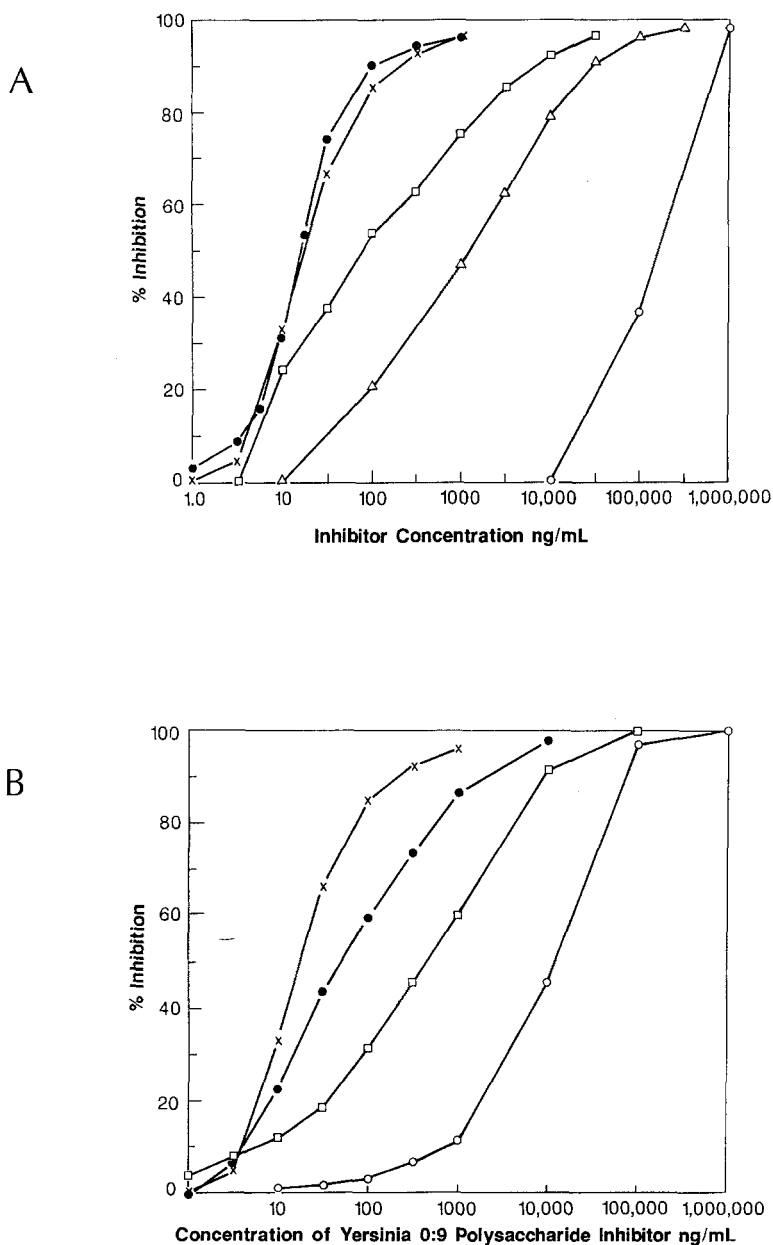 A
% Inhibition
100
80
60
40
20
0
1.0 10 100 1000 10,000 100,000 1,000,000
Inhibitor Concentration ng/mL
B
% Inhibition
100
80
60
40
20
0
10 100 1000 10,000 100,000 1,000,000
Concentration of Yersinia 0:9 Polysaccharide Inhibitor ng/mL